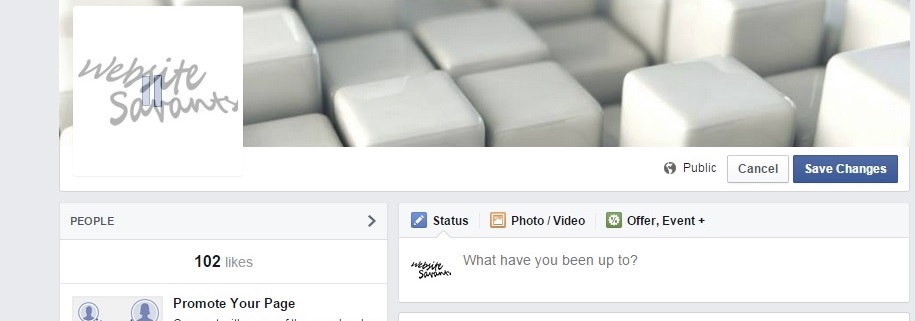 Website
Savants
Public
Cancel
Save Changes
PEOPLE
102 likes
Promote Your Page
Status
Photo / Video
Offer, Event +
website
Savants
What have you been up to?